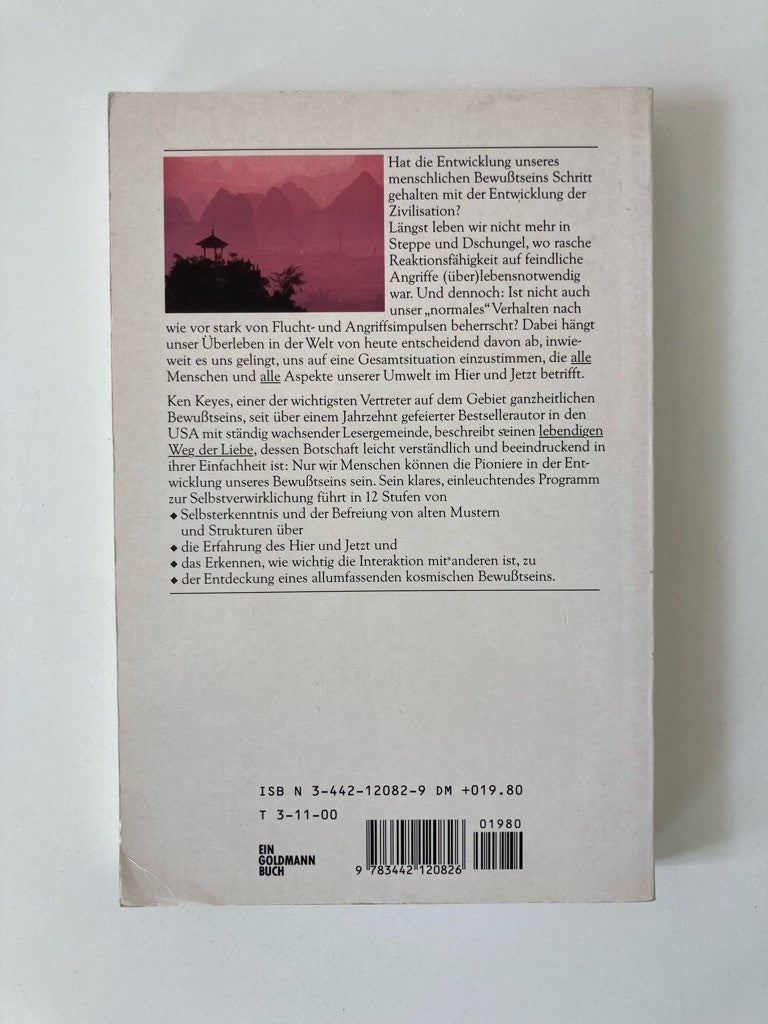 Hat die Entwicklung unseres
menschlichen Bewußtseins Schritt
gehalten mit der Entwicklung der
Zivilisation?
Längst leben wir nicht mehr in
Steppe und Dschungel, wo rasche
Reaktionsfähigkeit auf feindliche
Angriffe (über)lebensnotwendig
war. Und dennoch: Ist nicht auch
unser „normales“ Verhalten nach
wie vor stark von Flucht- und Angriffsimpulsen beherrscht? Dabei hängt
unser Überleben in der Welt von heute entscheidend davon ab, inwie-
weit es uns gelingt, uns auf eine Gesamtsituation einzustimmen, die alle
Menschen und alle Aspekte unserer Umwelt im Hier und Jetzt betrifft.
Ken Keyes, einer der wichtigsten Vertreter auf dem Gebiet ganzheitlichen
Bewußtseins, seit über einem Jahrzehnt gefeierter Bestsellerautor in den
USA mit ständig wachsender Lesergemeinde, beschreibt seinen lebendigen
Weg der Liebe, dessen Botschaft leicht verständlich und beeindruckend in
ihrer Einfachheit ist: Nur wir Menschen können die Pioniere in der Ent-
wicklung unseres Bewußtseins sein. Sein klares, einleuchtendes Programm
zur Selbstverwirklichung führt in 12 Stufen von
◆ Selbsterkenntnis und der Befreiung von alten Mustern
und Strukturen über
◆ die Erfahrung des Hier und Jetzt und
◆ das Erkennen, wie wichtig die Interaktion mit anderen ist, zu
◆ der Entdeckung eines allumfassenden kosmischen Bewußtseins.
ISB N 3-442-12082-9 DM +019.80
T 3-11-00
01980
EIN
GOLDMANN
BUCH
9 783442 120826